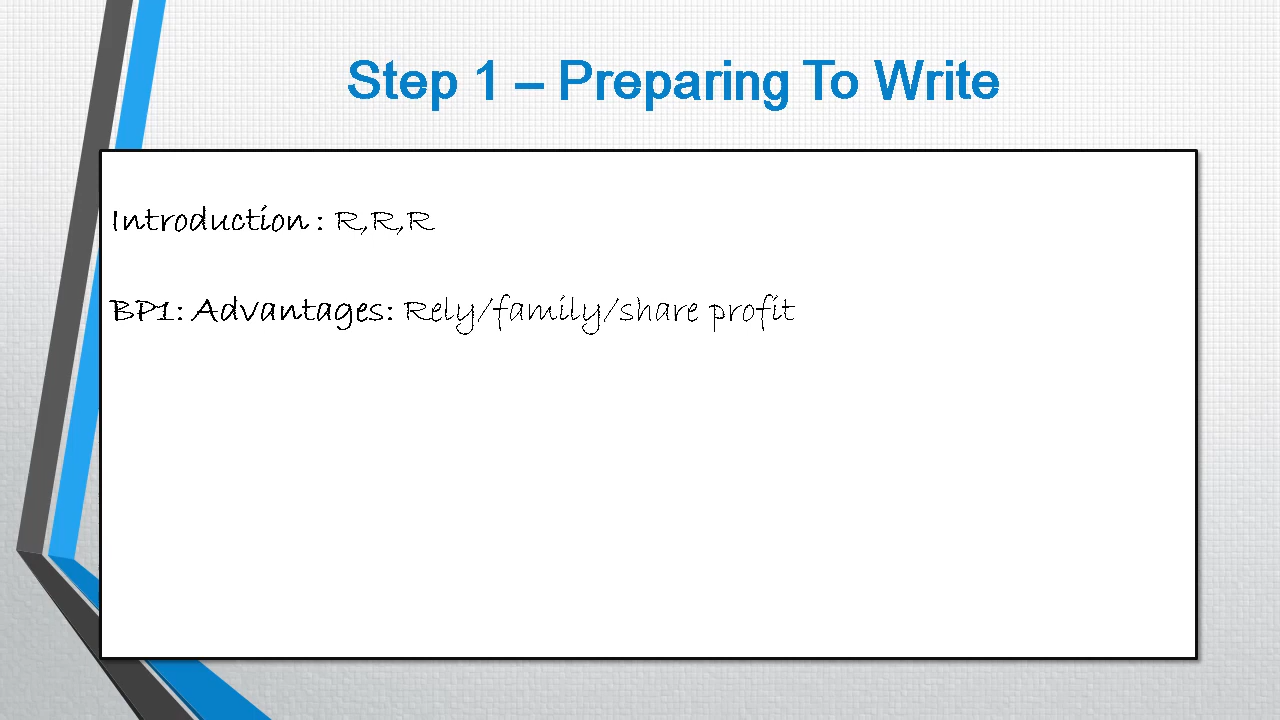 Step 1 – Preparing To Write
Introduction : R,R,R
BP1: Advantages: Rely/family/share profit